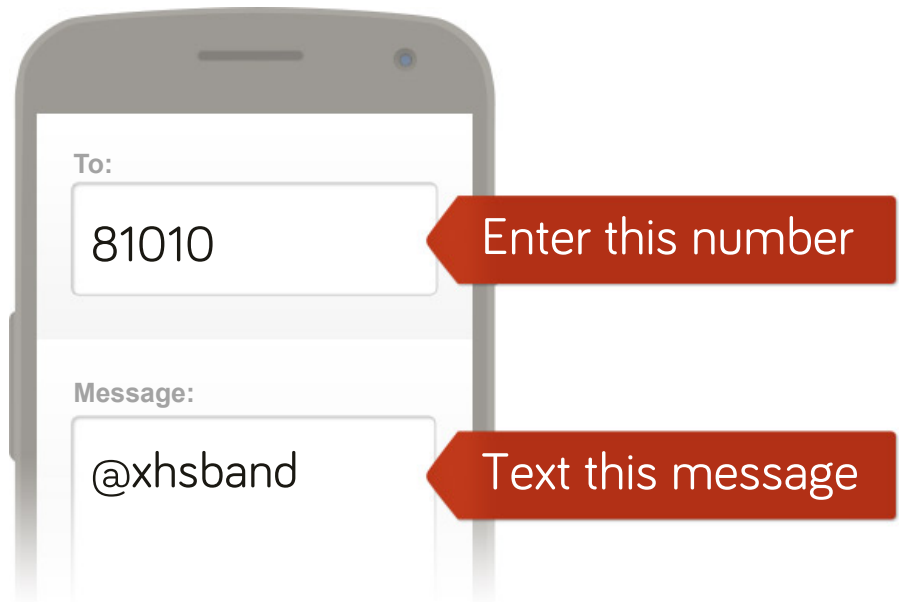 To:
81010
Enter this number
Message:
@xhsband
Text this message